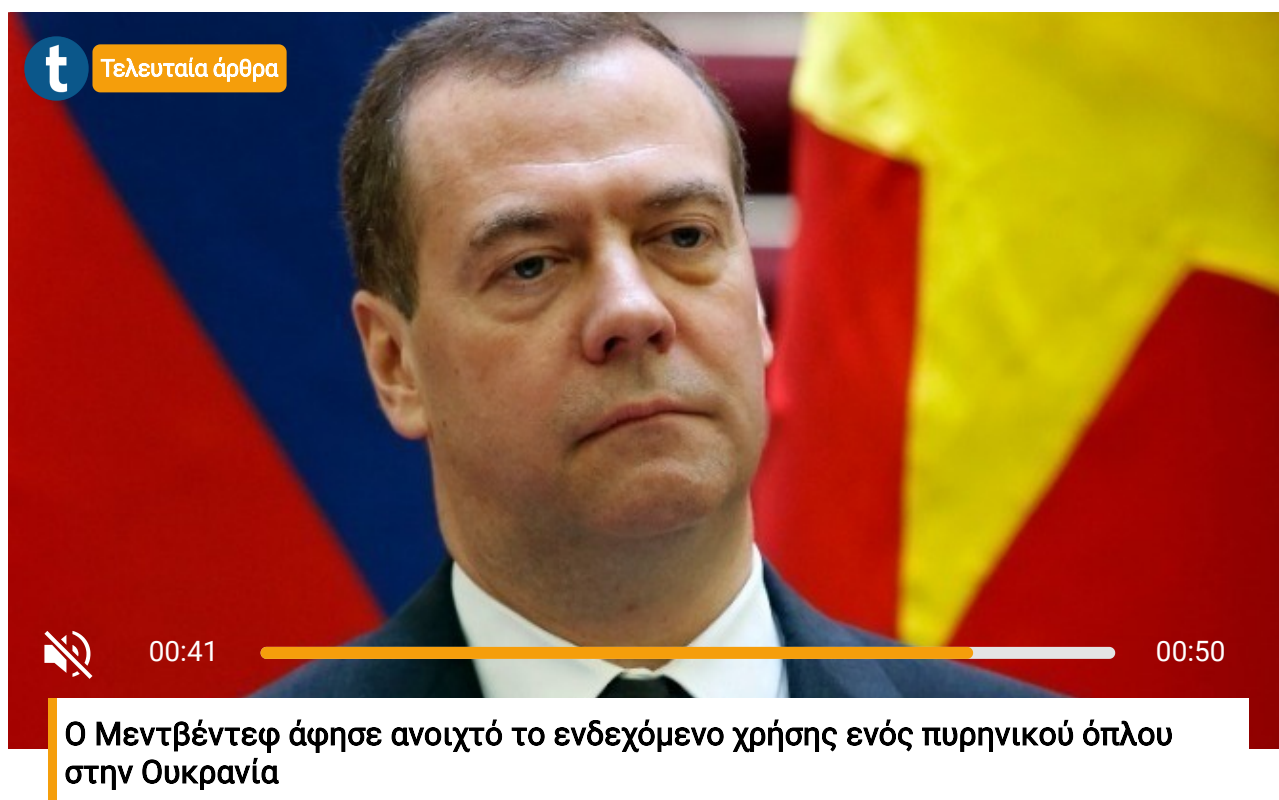 t
Τελευταία άρθρα
00:41
00:50
Ο Μεντβέντεφ άφησε ανοιχτό το ενδεχόμενο χρήσης ενός πυρηνικού όπλου
στην Ουκρανία